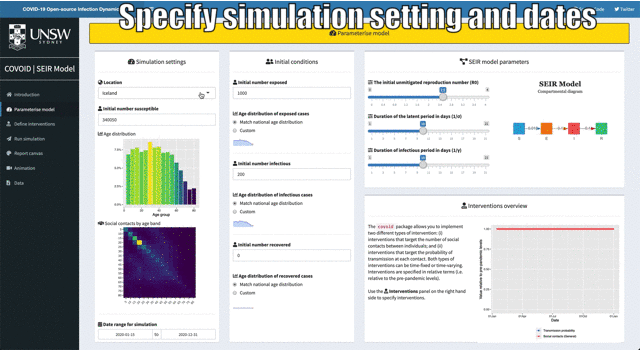 COVID-19 Open-source Infection Dynam
Specify simulation setting and dates
Twitter
UNSW
SYDNEY
COVOID | SEIR Model
Introduction
Parameterise model
Define interventions
Run simulation
Report canvas
Animation
Data
Parameterise model
Simulation settings
Location
Iceland
Initial number susceptible
340050
Age distribution
Age group
Social contacts by age band
Date range for simulation
2020-01-15 to 2020-12-31
Initial conditions
Initial number exposed
1000
Age distribution of exposed cases
Match national age distribution
Custom
Initial number infectious
200
Age distribution of infectious cases
Match national age distribution
Custom
Initial number recovered
0
Age distribution of recovered cases
Match national age distribution
Custom
SEIR model parameters
The initial unmitigated reproduction number (R0)
Duration of the latent period in days (1/σ)
Duration of infectious period in days (1/γ)
SEIR Model
Compartmental diagram
Interventions overview
The covoid package allows you to implement
two different types of intervention: (i)
interventions that target the number of social
contacts between individuals; and (ii)
interventions that target the probability of
transmission at each contact. Both types of
interventions can be time-fixed or time-varying.
Interventions are specified in relative terms (i.e.
relative to the pre-pandemic levels).
Use the Interventions panel on the right hand
side to specify interventions.
Value relative to pre-pandemic levels
Date
Transmission probability
Social contacts (General)